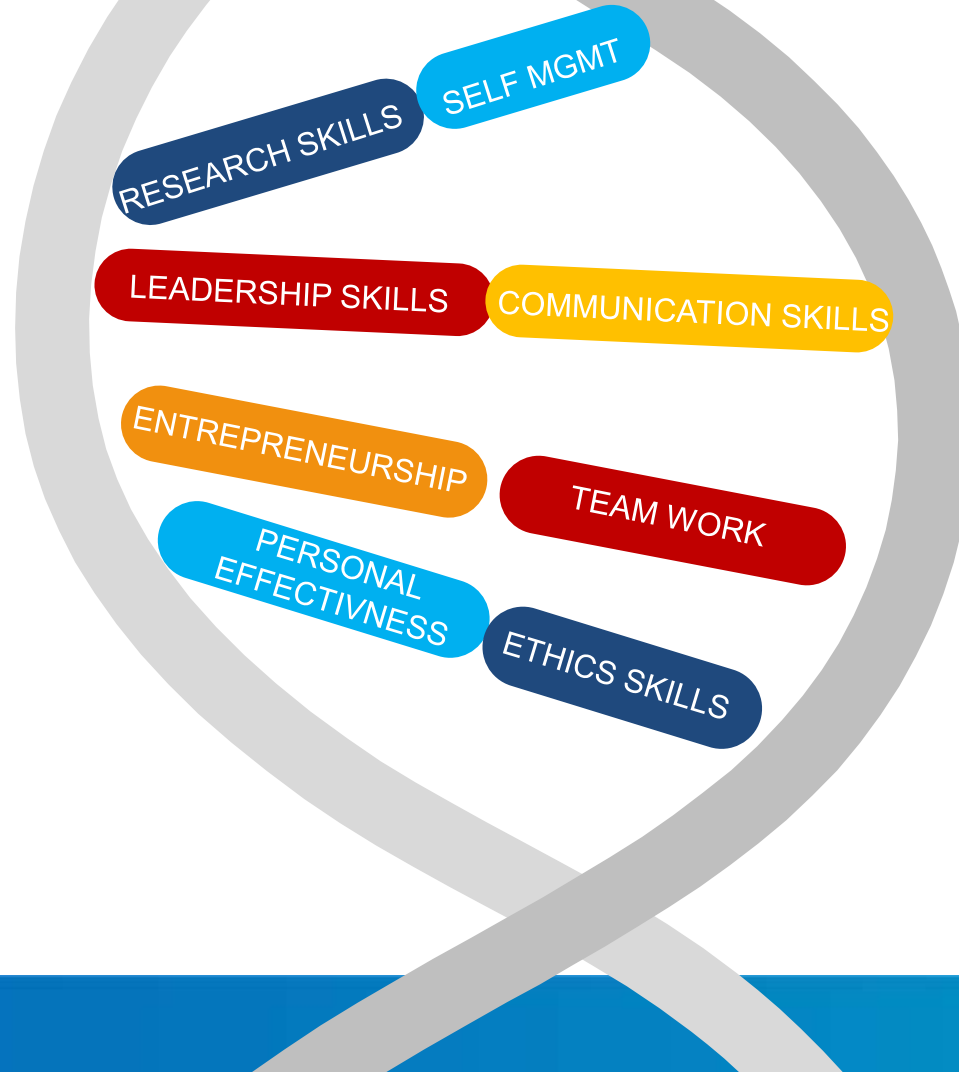 SELF MGMT
RESEARCH SKILLS
LEADERSHIP SKILLS
COMMUNICATION SKILLS
ENTREPRENEURSHIP
TEAM WORK
PERSONAL
EFFECTIVNESS
ETHICS SKILLS